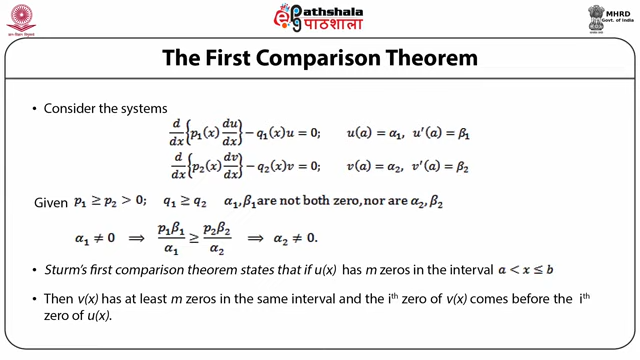 ePathshala
पाठशाला
MHRD
Govt. of India
The First Comparison Theorem
• Consider the systems
d/dx{p₁(x) du/dx} − q₁(x)u = 0; u(a) = α₁, u′(a) = β₁
d/dx{p₂(x) dv/dx} − q₂(x)v = 0; v(a) = α₂, v′(a) = β₂
Given p₁ ≥ p₂ > 0; q₁ ≥ q₂ α₁, β₁ are not both zero, nor are α₂, β₂
α₁ ≠ 0 ⟹ p₁β₁/α₁ ≥ p₂β₂/α₂ ⟹ α₂ ≠ 0.
• Sturm's first comparison theorem states that if u(x) has m zeros in the interval a < x ≤ b
• Then v(x) has at least m zeros in the same interval and the iᵗʰ zero of v(x) comes before the iᵗʰ
zero of u(x).